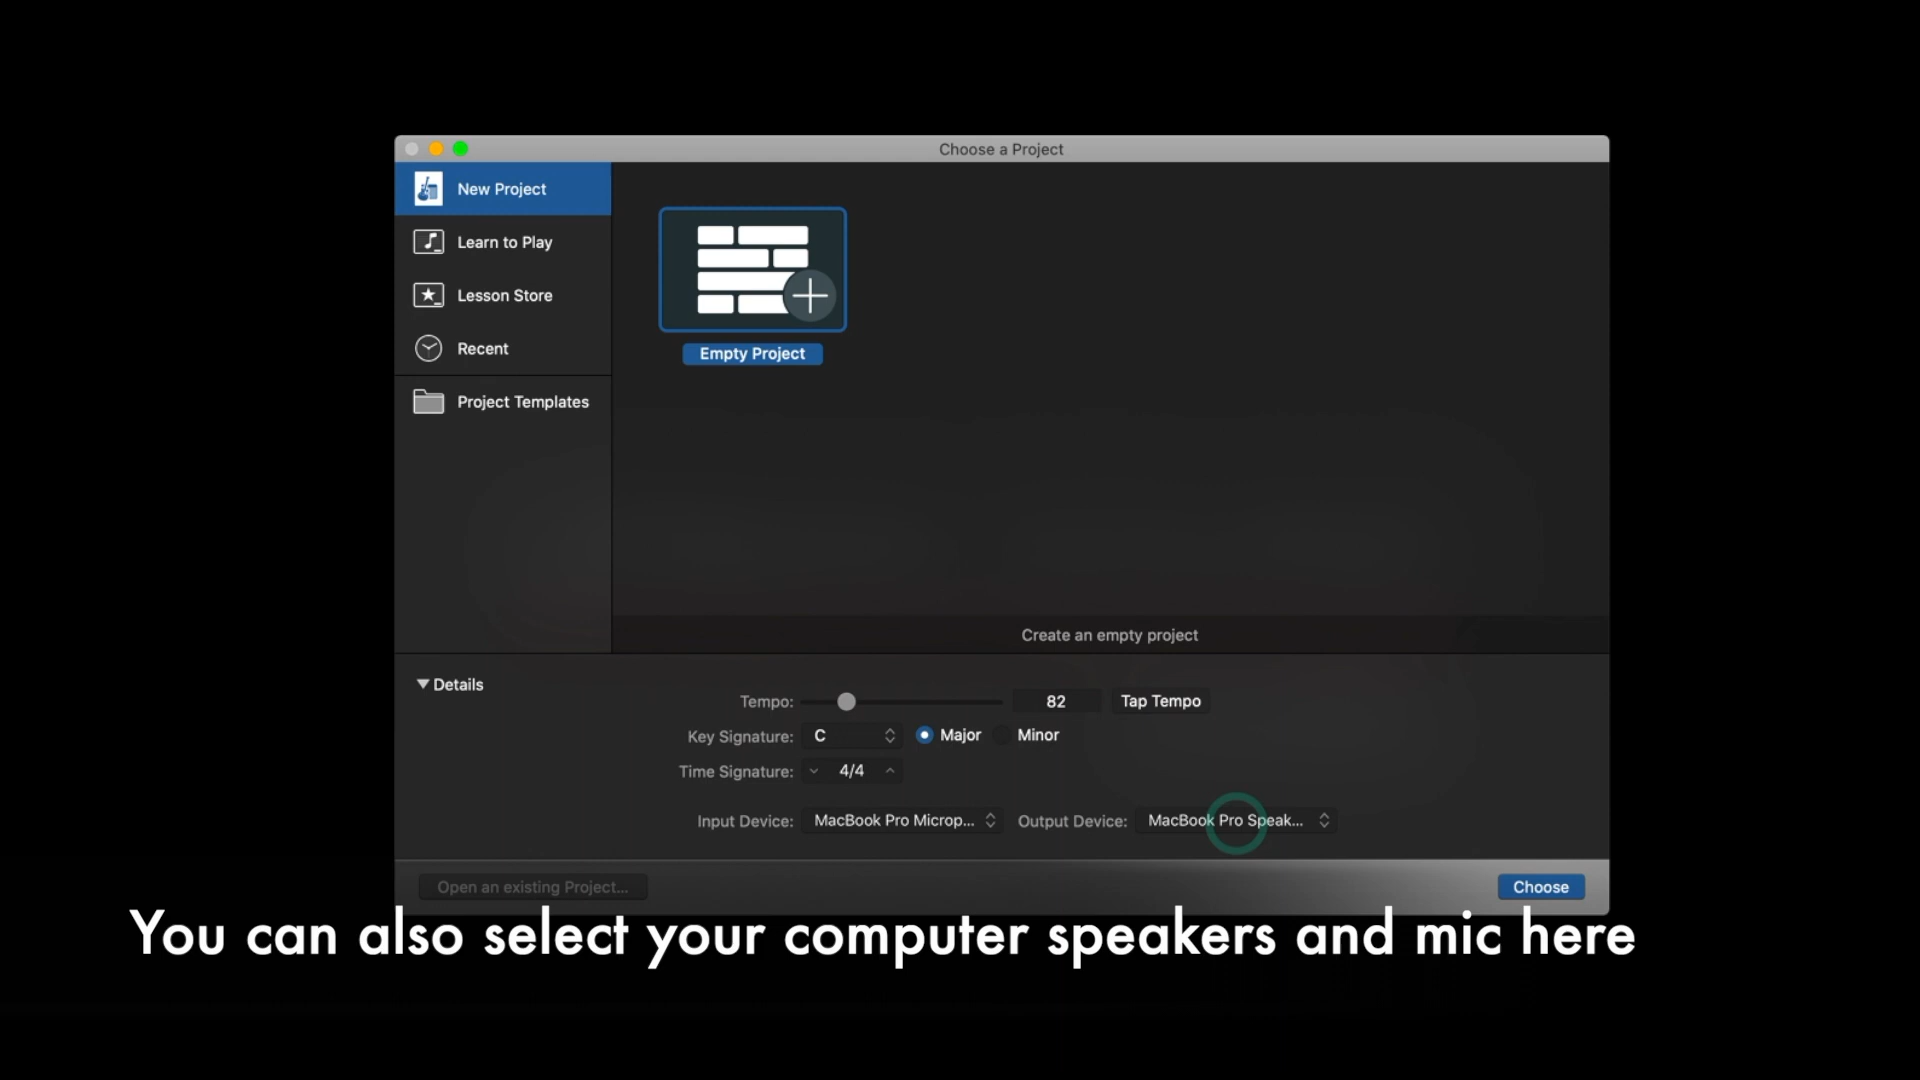 Choose a Project
New Project
Learn to Play
Lesson Store
Recent
Project Templates
Empty Project
Create an empty project
Details
Tempo: 82 Tap Tempo
Key Signature: C Major Minor
Time Signature: 4/4
Input Device: MacBook Pro Microp... Output Device: MacBook Pro Speak...
Open an existing Project... Choose
You can also select your computer speakers and mic here